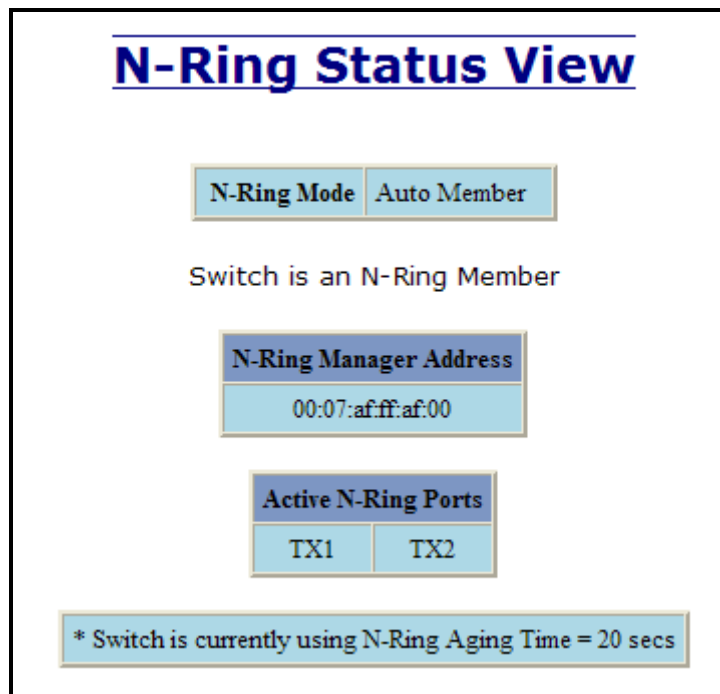 N-Ring Status View
N-Ring Mode Auto Member
Switch is an N-Ring Member
N-Ring Manager Address
00:07:af:ff:af:00
Active N-Ring Ports
TX1 TX2
* Switch is currently using N-Ring Aging Time = 20 secs